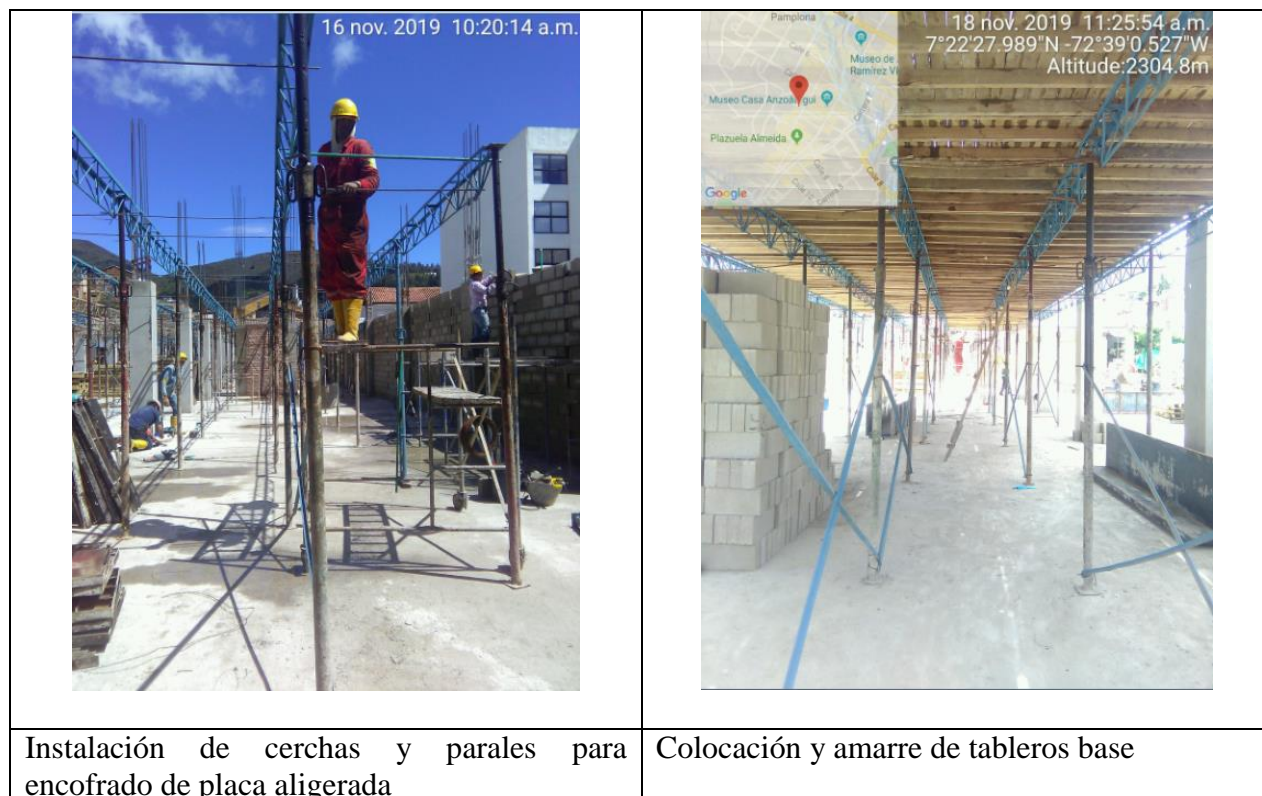 16 nov. 2019 10:20:14 a.m.
18 nov. 2019 11:25:54 a.m.
7°22'27.989"N -72°39'0.527"W
Altitude:2304.8m
Pamplona
Museo de
Ramirez Vi
Museo Casa Anzoátegui
Plazuela Almeida
Google
Instalación de cerchas y parales para
encofrado de placa aligerada
Colocación y amarre de tableros base